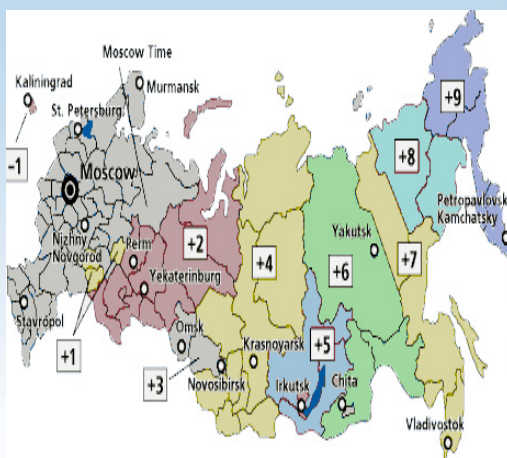 Moscow Time
Kaliningrad
Murmansk
St. Petersburg
+9
−1
+8
Moscow
Petropavlovsk
Kamchatsky
Nizhny
Novgorod
Perm
+2
Yakutsk
+7
+4
+6
Yekaterinburg
Stavropol
Omsk
+5
+1
Krasnoyarsk
+3
Novosibirsk
Irkutsk
Chita
Vladivostok